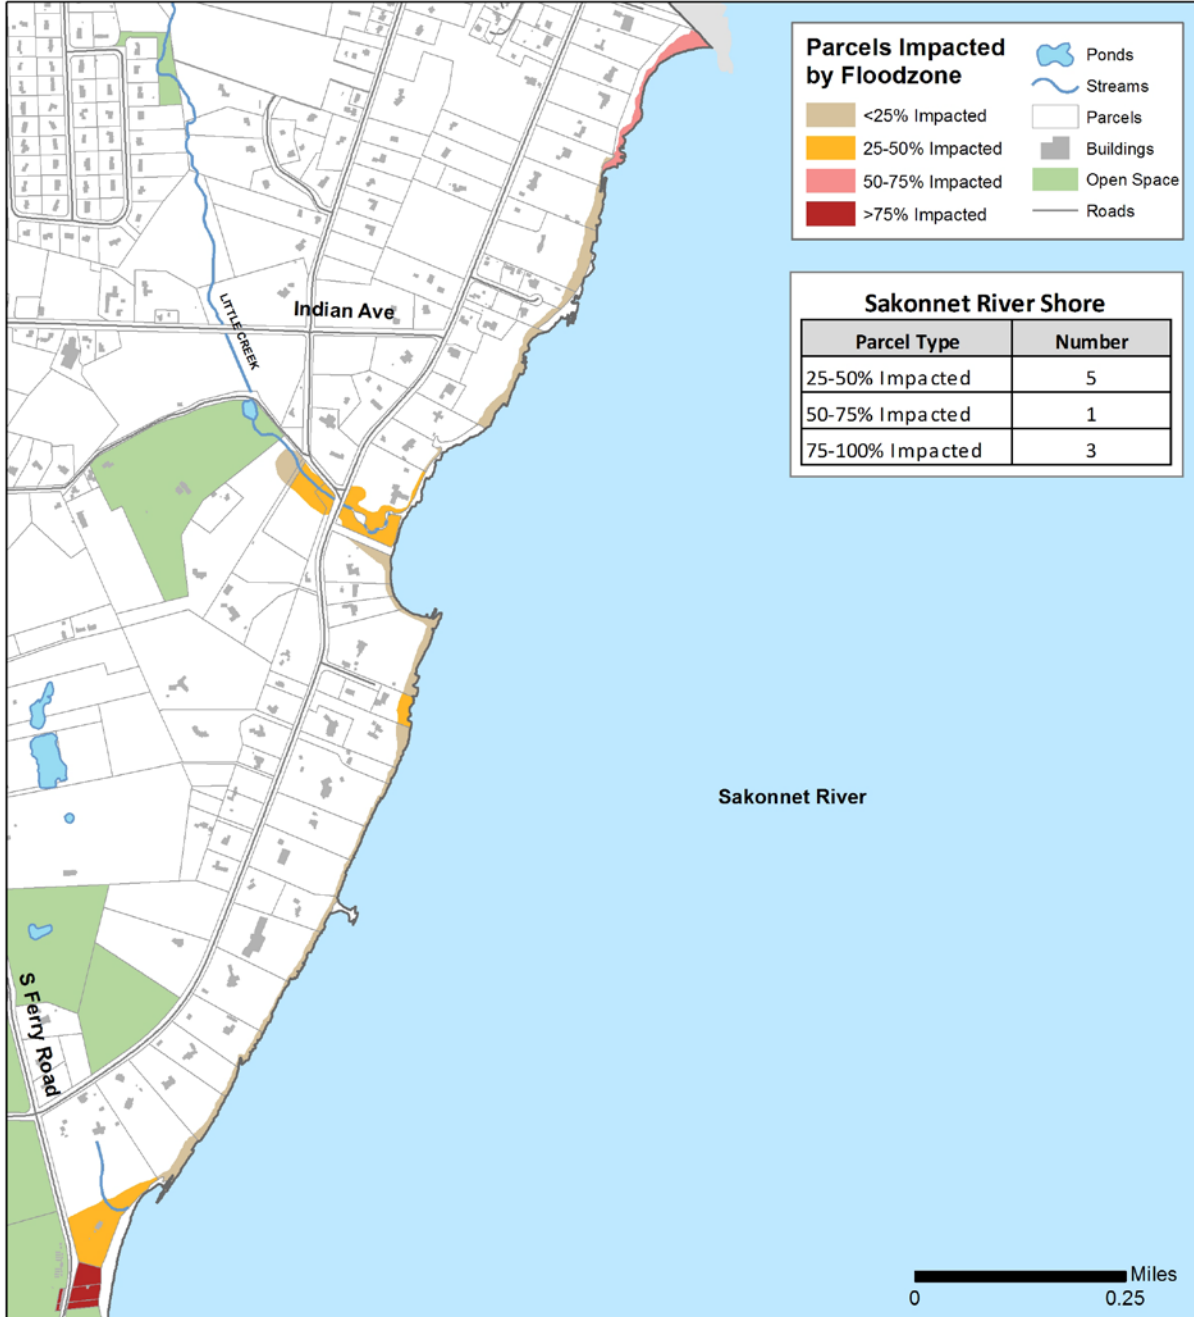 Parcels Impacted
by Floodzone
<25% Impacted
25-50% Impacted
50-75% Impacted
>75% Impacted
Ponds
Streams
Parcels
Buildings
Open Space
Roads
Sakonnet River Shore
Parcel Type Number
25-50% Impacted 5
50-75% Impacted 1
75-100% Impacted 3
Indian Ave
LITTLE CREEK
Sakonnet River
S Ferry Road
Miles
0 0.25